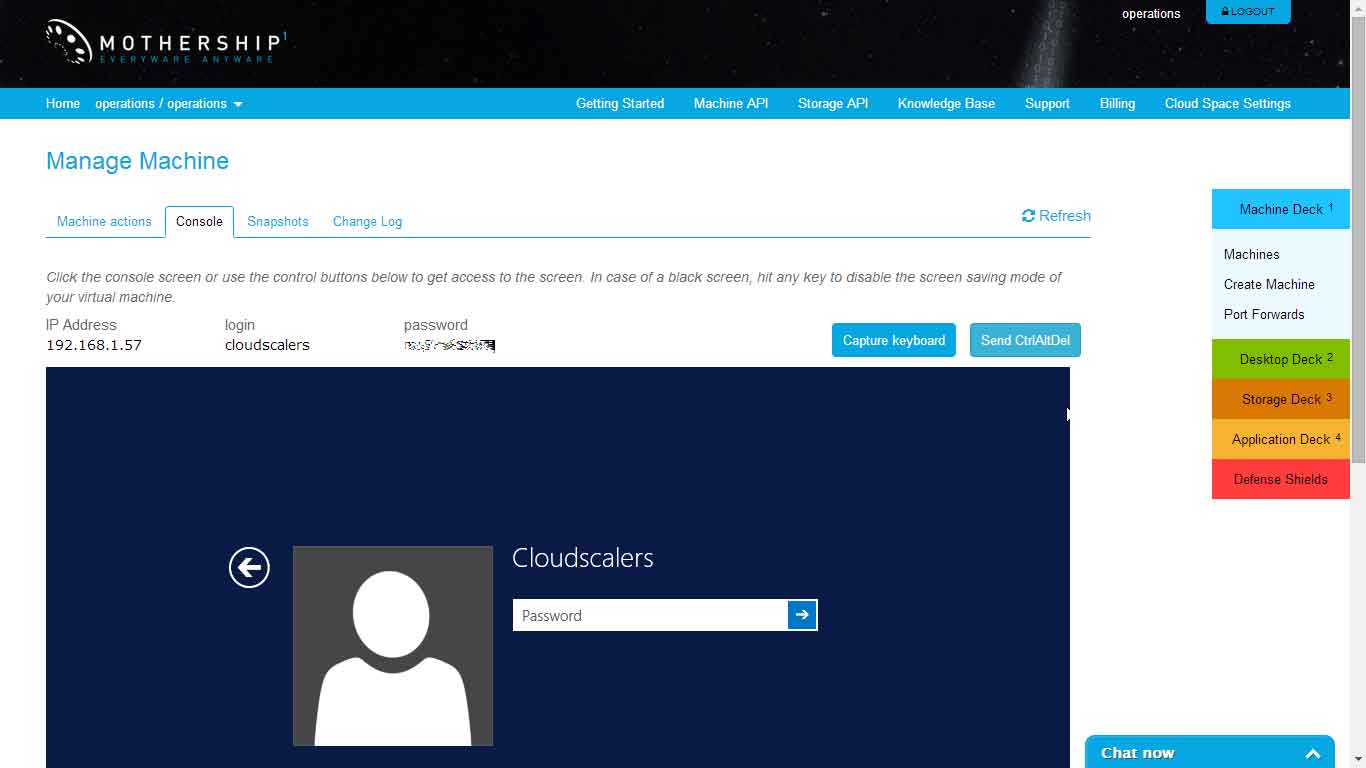 operations
LOGOUT
MOTHERSHIP1
EVERYWARE ANYWARE
Home operations / operations Getting Started Machine API Storage API Knowledge Base Support Billing Cloud Space Settings
Manage Machine
Machine actions Console Snapshots Change Log
Refresh
Click the console screen or use the control buttons below to get access to the screen. In case of a black screen, hit any key to disable the screen saving mode of
your virtual machine.
IP Address login password
192.168.1.57 cloudscalers
Capture keyboard Send CtrlAltDel
Cloudscalers
Password
Machine Deck 1
Machines
Create Machine
Port Forwards
Desktop Deck 2
Storage Deck 3
Application Deck 4
Defense Shields
Chat now